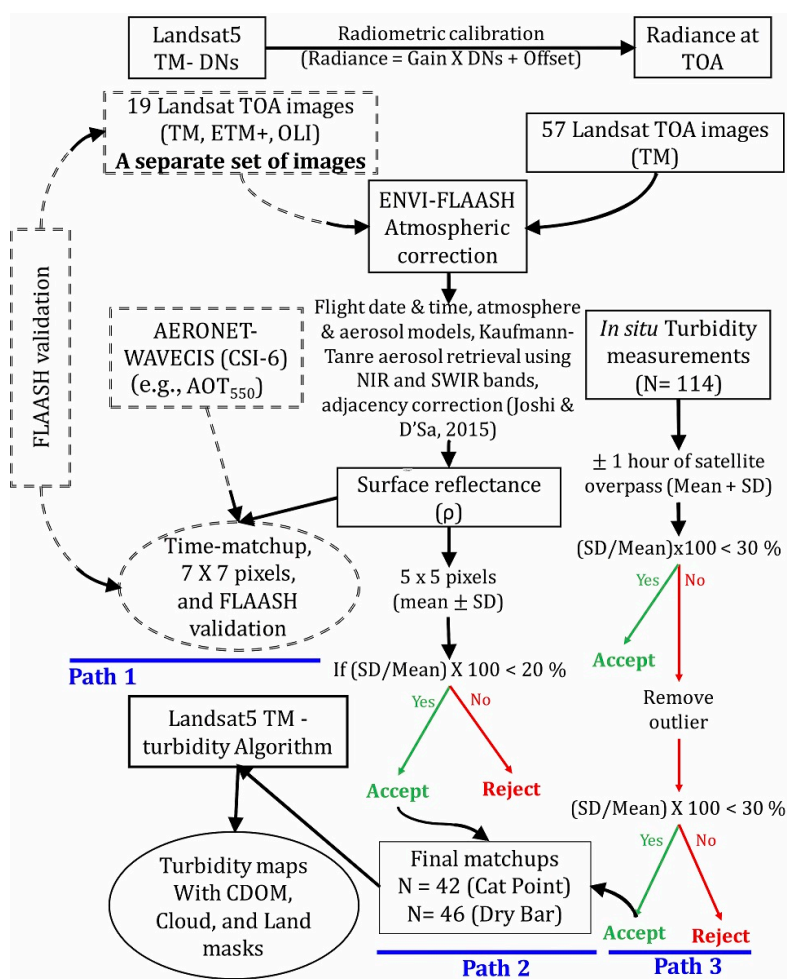 Landsat5
TM- DNs
Radiometric calibration
(Radiance = Gain X DNs + Offset)
Radiance at
TOA
19 Landsat TOA images
(TM, ETM+, OLI)
A separate set of images
57 Landsat TOA images
(TM)
ENVI-FLAASH
Atmospheric
correction
FLAASH validation
AERONET-
WAVECIS (CSI-6)
(e.g., AOT550)
Flight date & time, atmosphere
& aerosol models, Kaufmann-
Tanre aerosol retrieval using
NIR and SWIR bands,
adjacency correction (Joshi &
D'Sa, 2015)
In situ Turbidity
measurements
(N= 114)
± 1 hour of satellite
overpass (Mean + SD)
Surface reflectance
(ρ)
(SD/Mean)x100 < 30 %
Time-matchup,
7 X 7 pixels,
and FLAASH
validation
5 x 5 pixels
(mean ± SD)
Yes
No
Accept
Path 1
If (SD/Mean) X 100 < 20 %
Remove
outlier
Yes
No
Landsat5 TM -
turbidity Algorithm
Accept
Reject
(SD/Mean) X 100 < 30 %
Yes
No
Final matchups
N = 42 (Cat Point)
N= 46 (Dry Bar)
Turbidity maps
With CDOM,
Cloud, and Land
masks
Accept
Reject
Path 2
Path 3